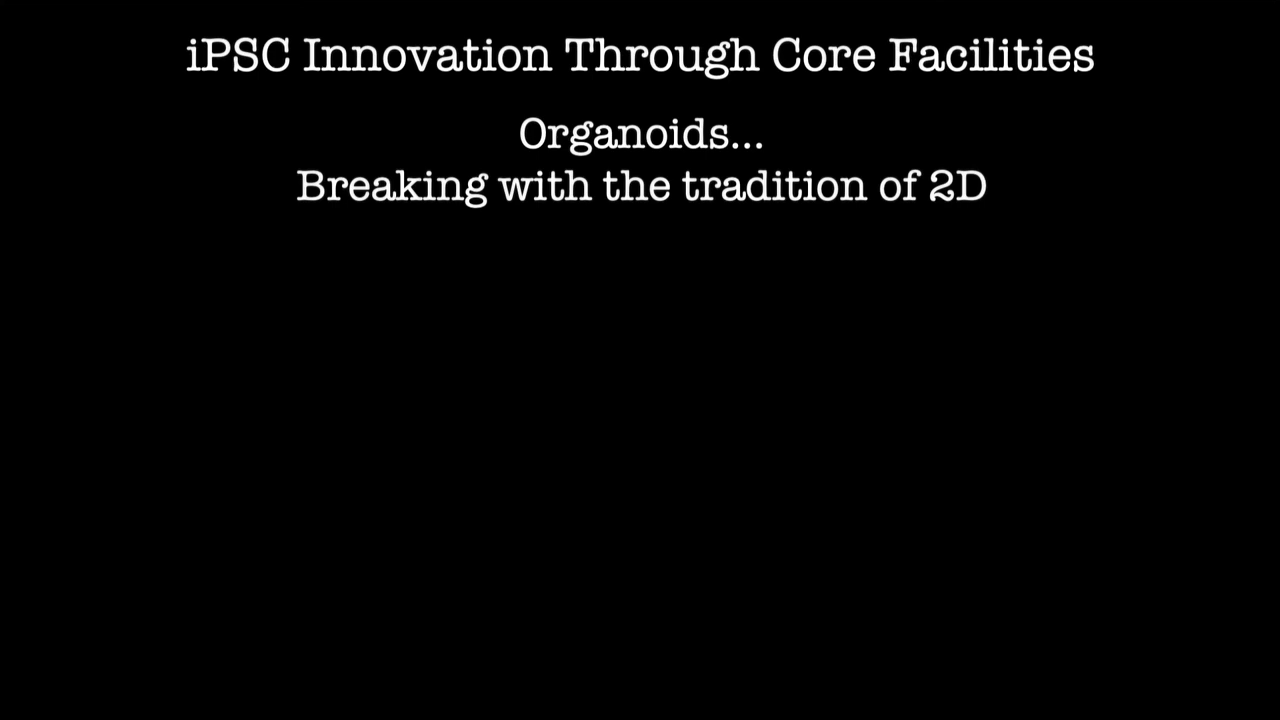 iPSC Innovation Through Core Facilities
Organoids...
Breaking with the tradition of 2D